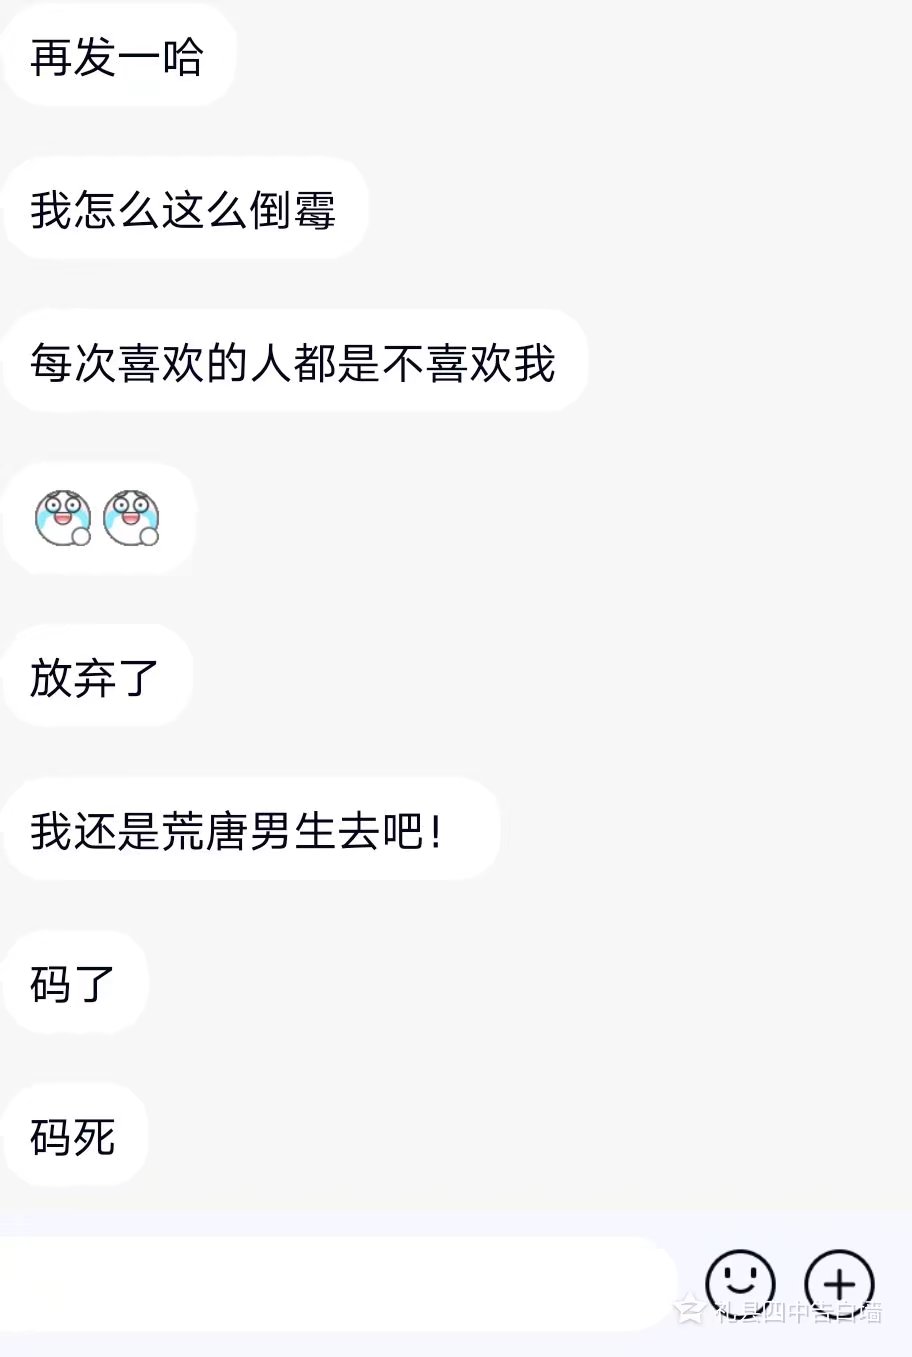 再发一哈
我怎么这么倒霉
每次喜欢的人都是不喜欢我
放弃了
我还是荒唐男生去吧！
码了
码死
礼县四中告白墙